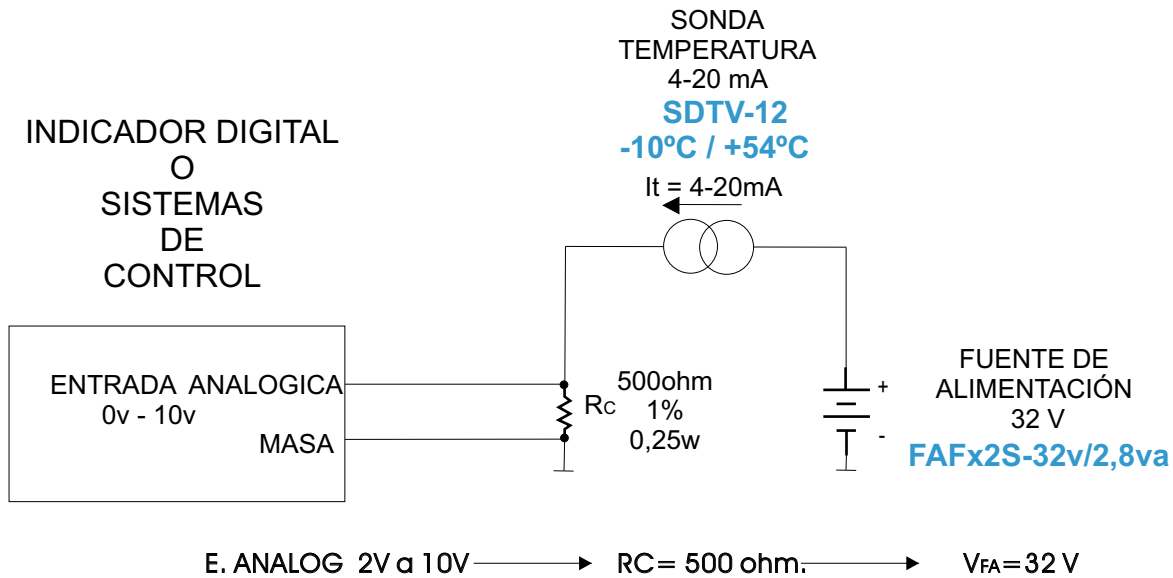 SONDA
TEMPERATURA
4-20 mA
SDTV-12
-10ºC / +54ºC
It = 4-20mA
INDICADOR DIGITAL
O
SISTEMAS
DE
CONTROL
ENTRADA ANALOGICA
0v - 10v
MASA
RC
500ohm
1%
0,25w
+
-
FUENTE DE
ALIMENTACIÓN
32 V
FAFx2S-32v/2,8va
E. ANALOG 2V a 10V
RC= 500 ohm.
VFA=32 V